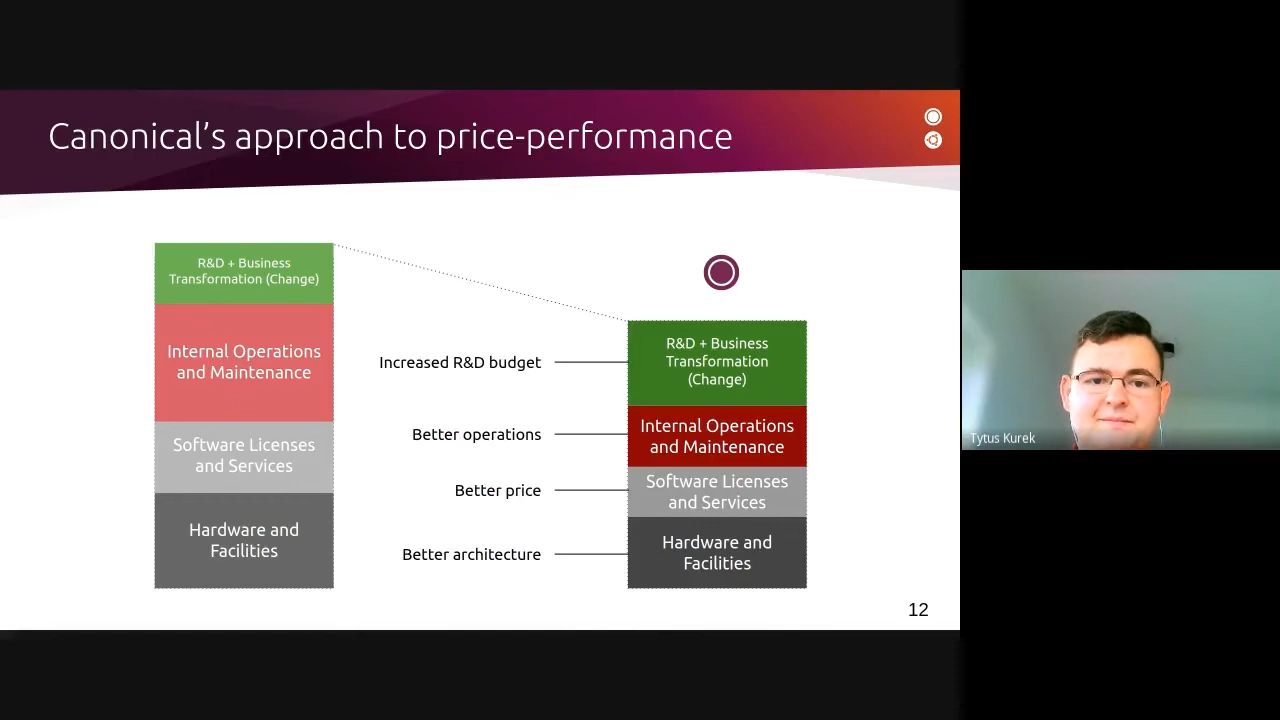 Canonical's approach to price-performance
R&D + Business
Transformation (Change)
Internal Operations
and Maintenance
Software Licenses
and Services
Hardware and
Facilities
Increased R&D budget
Better operations
Better price
Better architecture
R&D + Business
Transformation
(Change)
Internal Operations
and Maintenance
Software Licenses
and Services
Hardware and
Facilities
12
Tytus Kurek